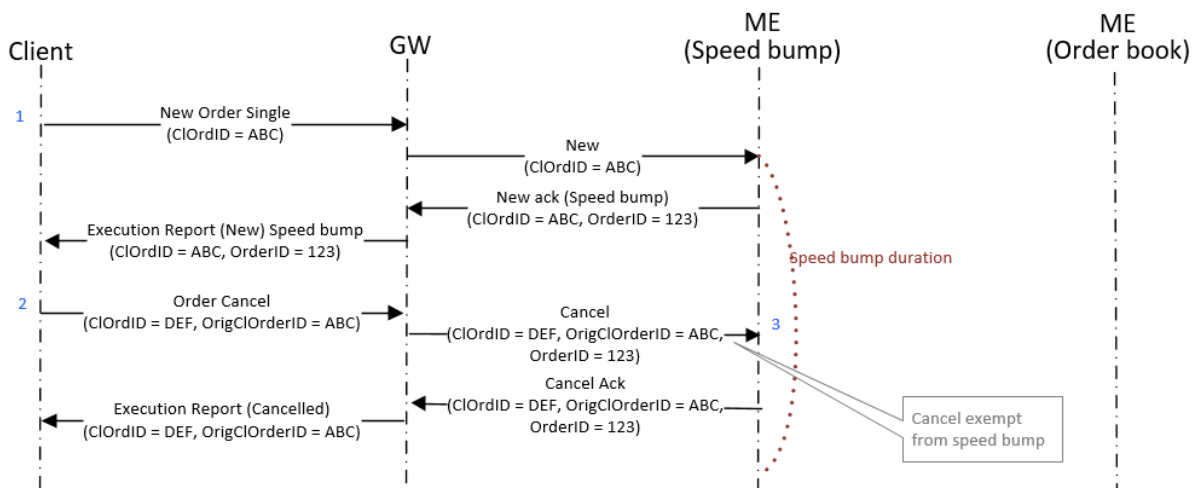 Client
GW
ME
(Speed bump)
ME
(Order book)
1
New Order Single
(ClOrdID = ABC)
New
(ClOrdID = ABC)
New ack (Speed bump)
(ClOrdID = ABC, OrderID = 123)
Execution Report (New) Speed bump
(ClOrdID = ABC, OrderID = 123)
Speed bump duration
2
Order Cancel
(ClOrdID = DEF, OrigClOrderID = ABC)
Cancel
(ClOrdID = DEF, OrigClOrderID = ABC,
OrderID = 123)
3
Cancel Ack
(ClOrdID = DEF, OrigClOrderID = ABC,
OrderID = 123)
Execution Report (Cancelled)
(ClOrdID = DEF, OrigClOrderID = ABC)
Cancel exempt
from speed bump